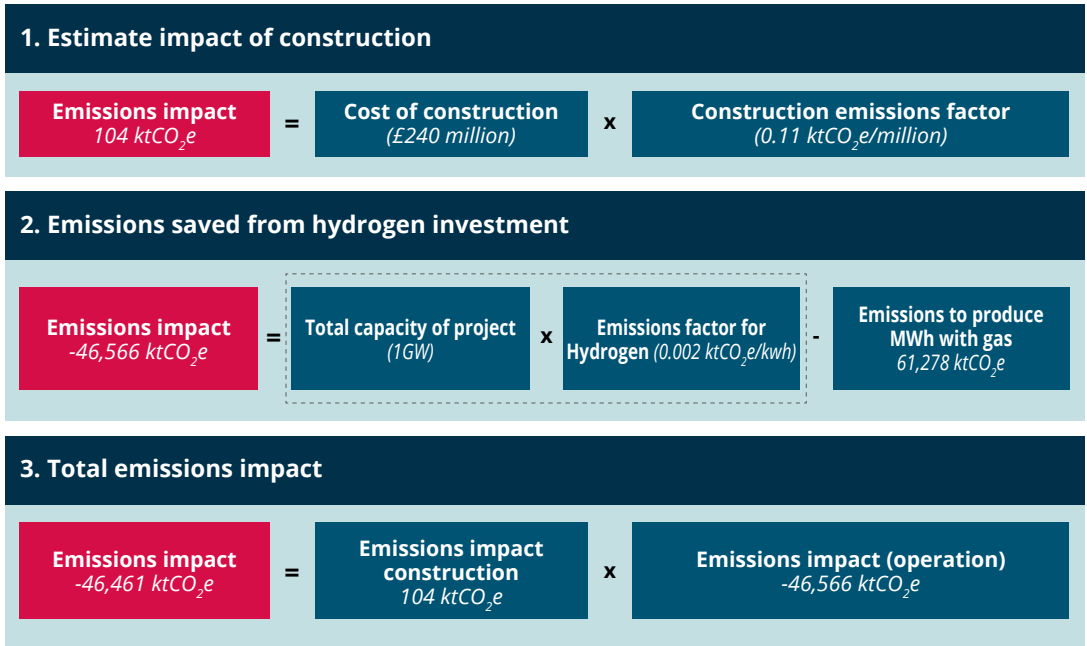 1. Estimate impact of construction
Emissions impact
104 ktCO₂e
=
Cost of construction
(£240 million)
x
Construction emissions factor
(0.11 ktCO₂e/million)
2. Emissions saved from hydrogen investment
Emissions impact
-46,566 ktCO₂e
=
Total capacity of project
(1GW)
x
Emissions factor for
Hydrogen (0.002 ktCO₂e/kwh)
-
Emissions to produce
MWh with gas
61,278 ktCO₂e
3. Total emissions impact
Emissions impact
-46,461 ktCO₂e
=
Emissions impact
construction
104 ktCO₂e
x
Emissions impact (operation)
-46,566 ktCO₂e